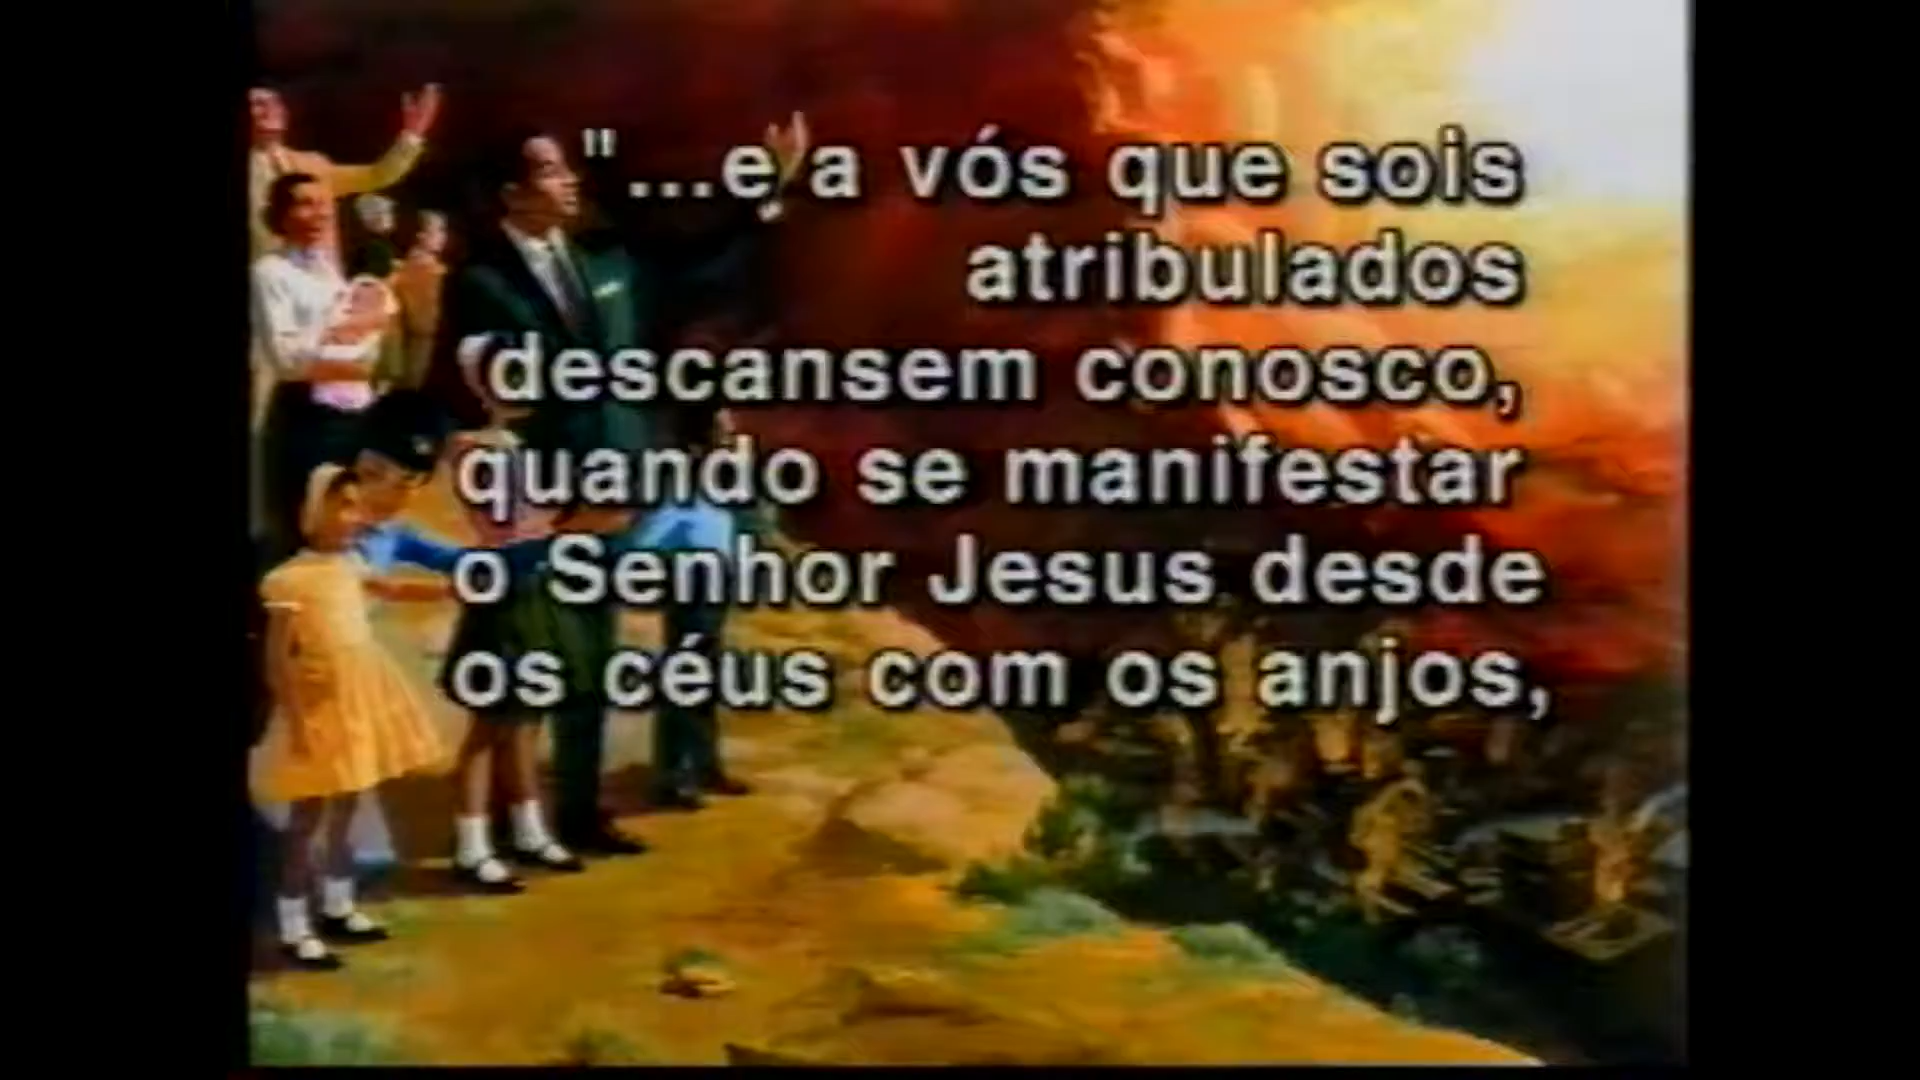 "...e a vós que sois
atribulados
descansem conosco,
quando se manifestar
o Senhor Jesus desde
os céus com os anjos,